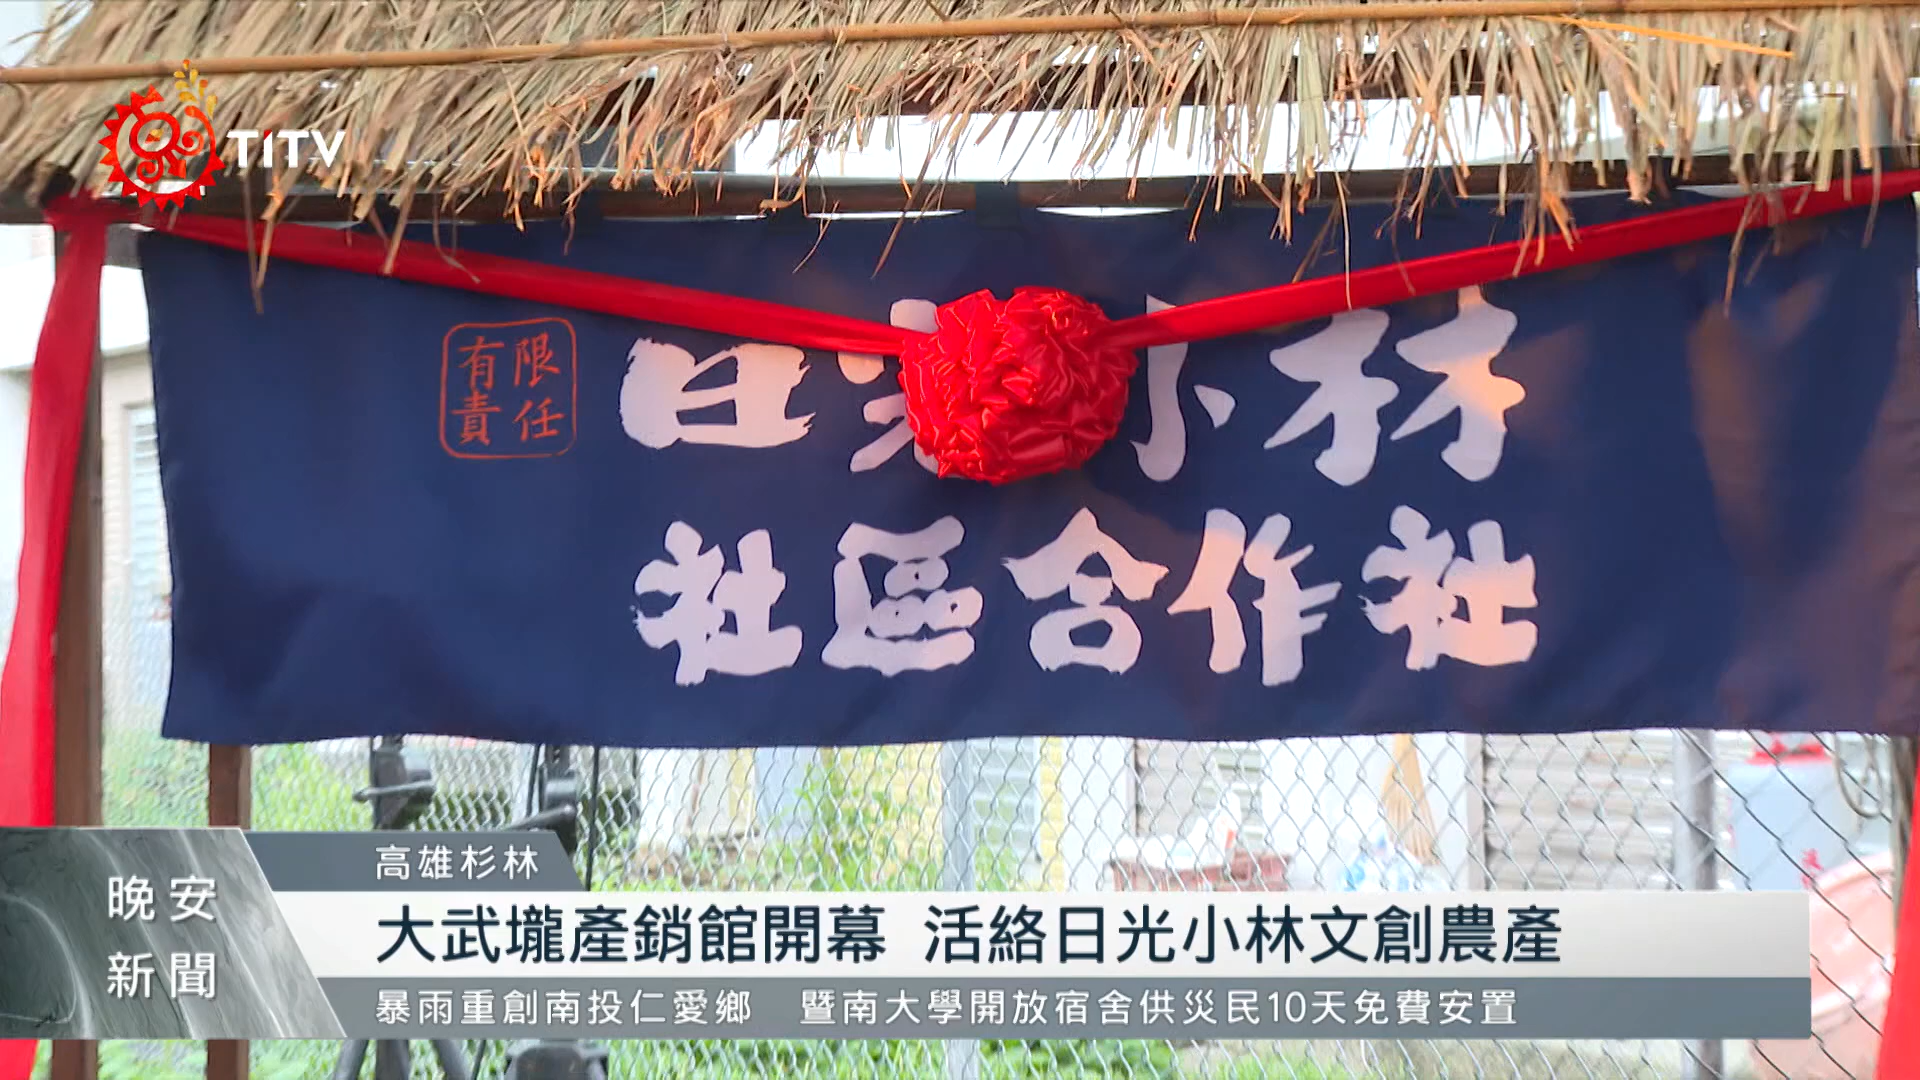 TITV
有限
責任
日光小林
社區合作社
高雄杉林
晚安
新聞
大武壠產銷館開幕 活絡日光小林文創農產
暴雨重創南投仁愛鄉 暨南大學開放宿舍供災民10天免費安置